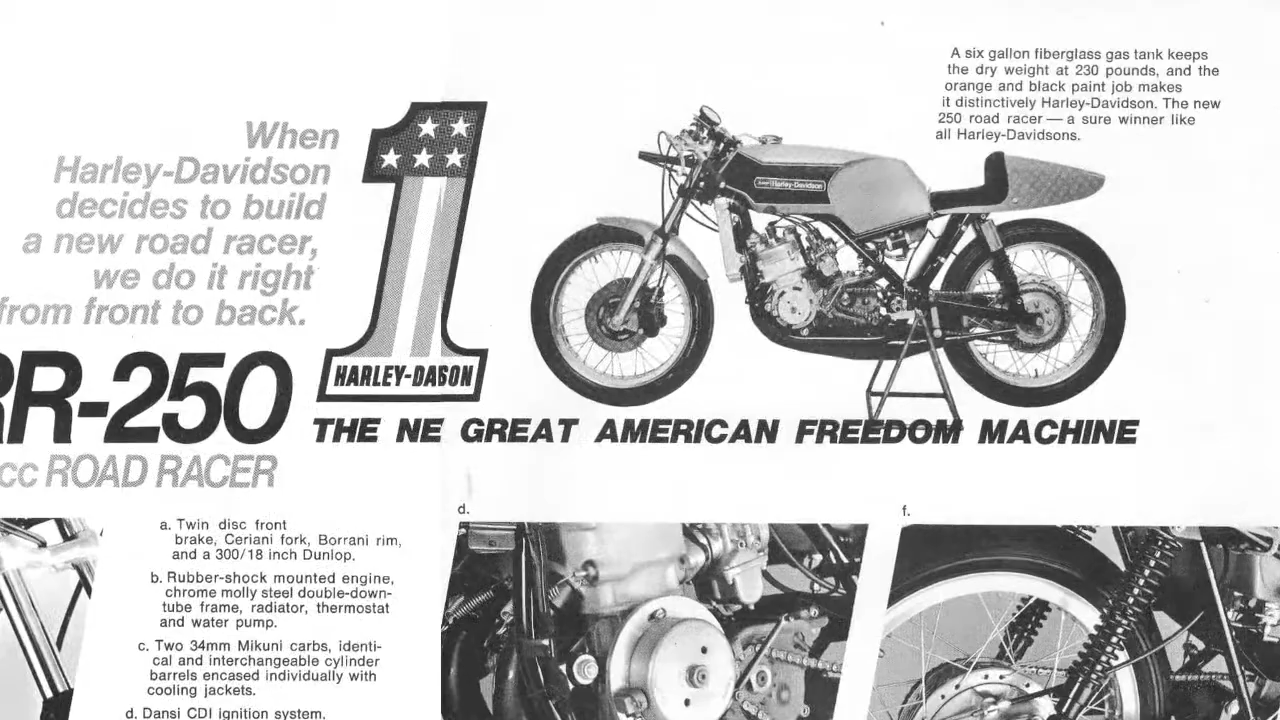 A six gallon fiberglass gas tank keeps
the dry weight at 230 pounds, and the
orange and black paint job makes
it distinctively Harley-Davidson. The new
250 road racer — a sure winner like
all Harley-Davidsons.
When
Harley-Davidson
decides to build
a new road racer,
we do it right
from front to back.
1
HARLEY-DASON
AMF Harley-Davidson
RR-250
THE NE GREAT AMERICAN FREEDOM MACHINE
cc ROAD RACER
a. Twin disc front
brake, Ceriani fork, Borrani rim,
and a 300/18 inch Dunlop.
b. Rubber-shock mounted engine,
chrome molly steel double-down-
tube frame, radiator, thermostat
and water pump.
c. Two 34mm Mikuni carbs, identi-
cal and interchangeable cylinder
barrels encased individually with
cooling jackets.
d. Dansi CDI ignition system.
d.
f.